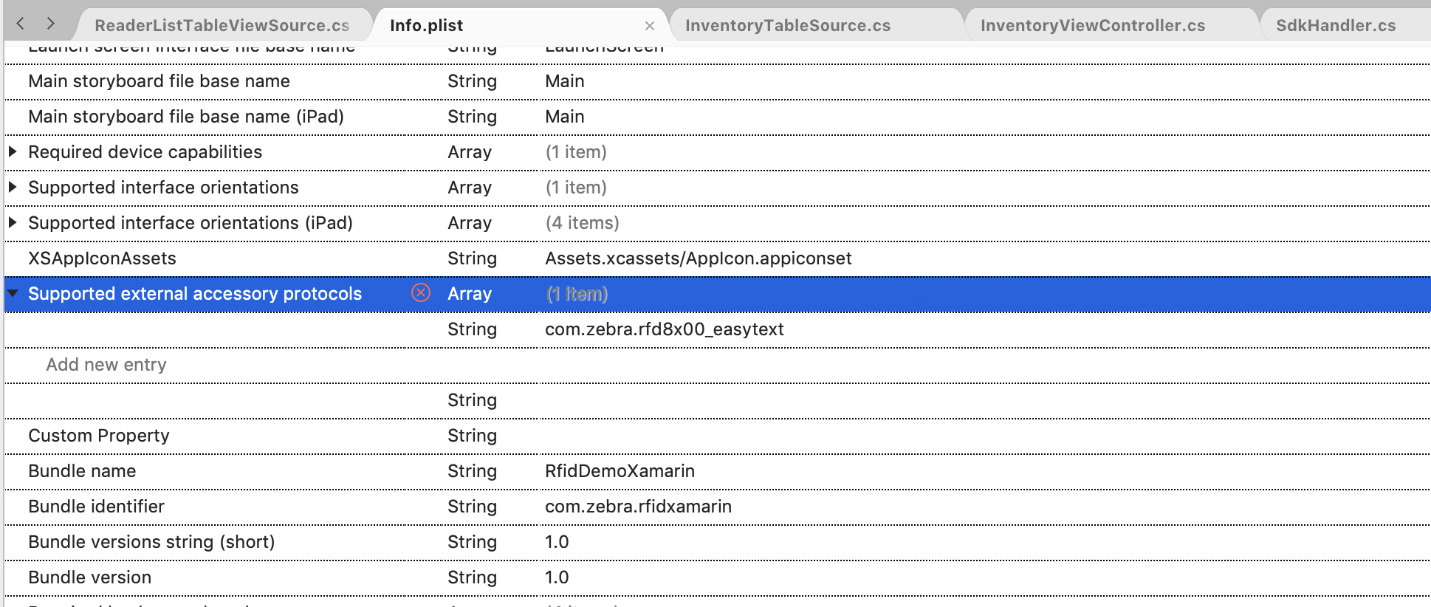 ReaderListTableViewSource.cs Info.plist × InventoryTableSource.cs InventoryViewController.cs SdkHandler.cs
Launch screen interface file base name String LaunchScreen
Main storyboard file base name String Main
Main storyboard file base name (iPad) String Main
Required device capabilities Array (1 item)
Supported interface orientations Array (1 item)
Supported interface orientations (iPad) Array (4 items)
XSAppIconAssets String Assets.xcassets/AppIcon.appiconset
Supported external accessory protocols Array (1 item)
String com.zebra.rfd8x00_easytext
Add new entry
String
Custom Property String
Bundle name String RfidDemoXamarin
Bundle identifier String com.zebra.rfidxamarin
Bundle versions string (short) String 1.0
Bundle version String 1.0